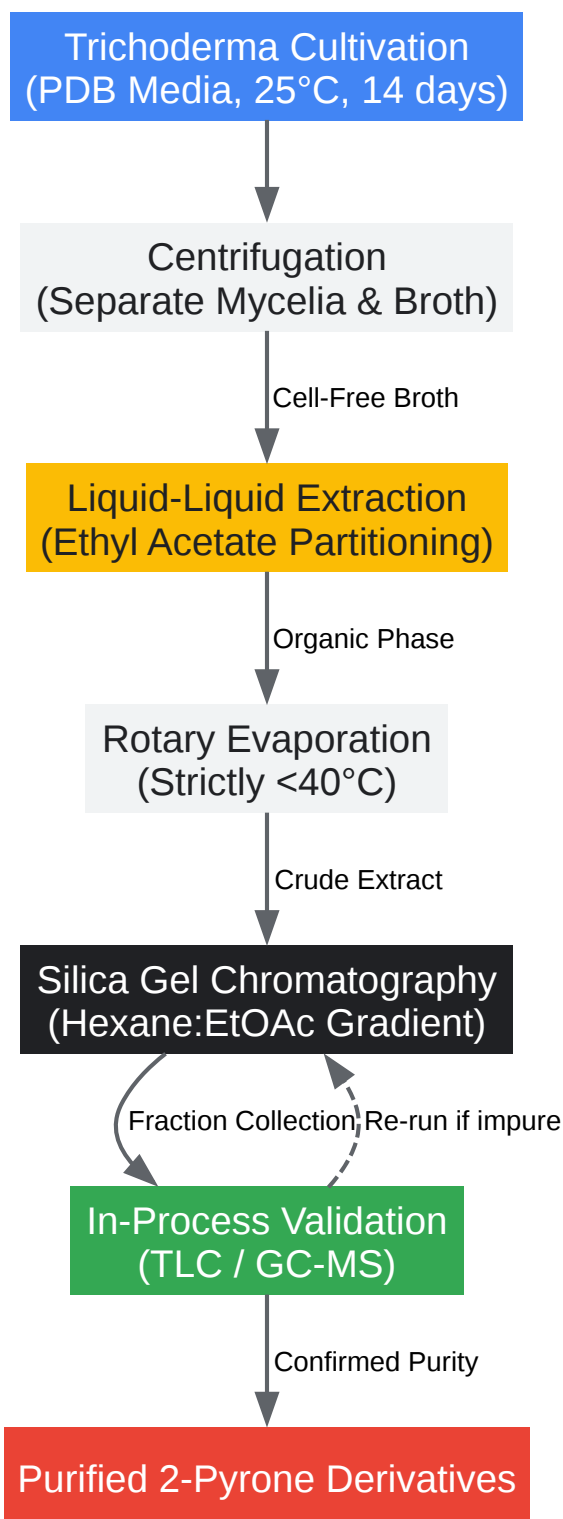 Trichoderma Cultivation
(PDB Media, 25°C, 14 days)
Centrifugation
(Separate Mycelia & Broth)
Cell-Free Broth
Liquid-Liquid Extraction
(Ethyl Acetate Partitioning)
Organic Phase
Rotary Evaporation
(Strictly <40°C)
Crude Extract
Silica Gel Chromatography
(Hexane:EtOAc Gradient)
Fraction Collection
Re-run if impure
In-Process Validation
(TLC / GC-MS)
Confirmed Purity
Purified 2-Pyrone Derivatives